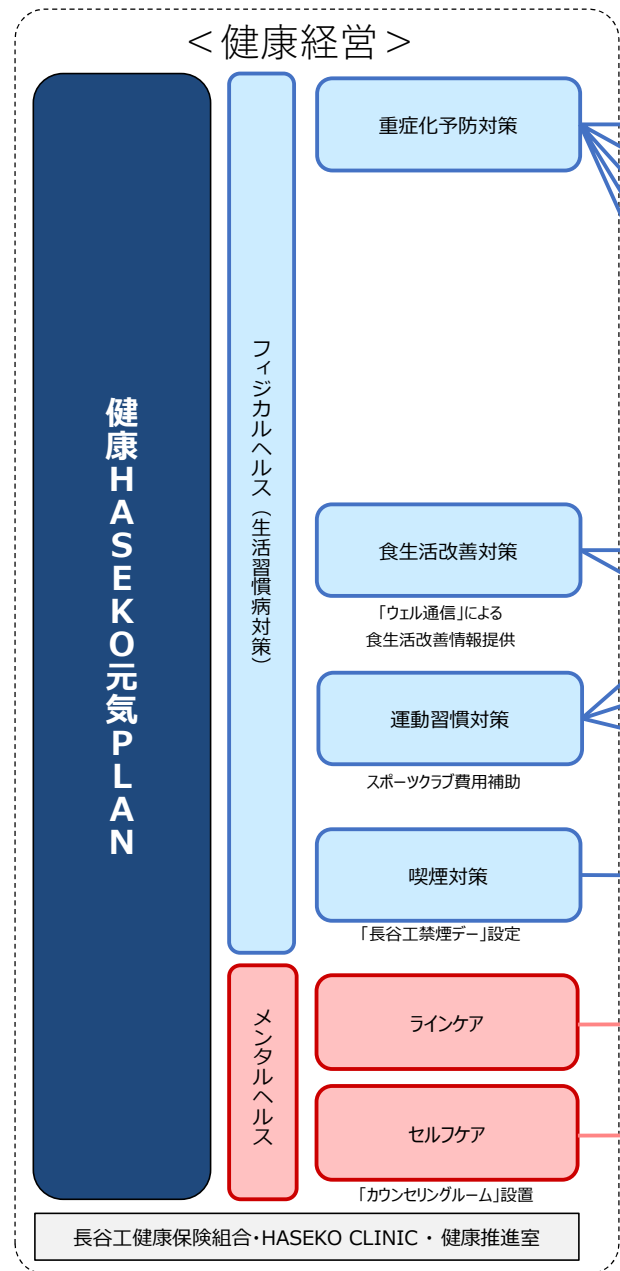 ＜健康経営＞
健康HASEKO元気PLAN
フィジカルヘルス（生活習慣病対策）
重症化予防対策
食生活改善対策
「ウェル通信」による
食生活改善情報提供
運動習慣対策
スポーツクラブ費用補助
喫煙対策
「長谷工禁煙デー」設定
メンタルヘルス
ラインケア
セルフケア
「カウンセリングルーム」設置
長谷工健康保険組合・HASEKO CLINIC ・ 健康推進室